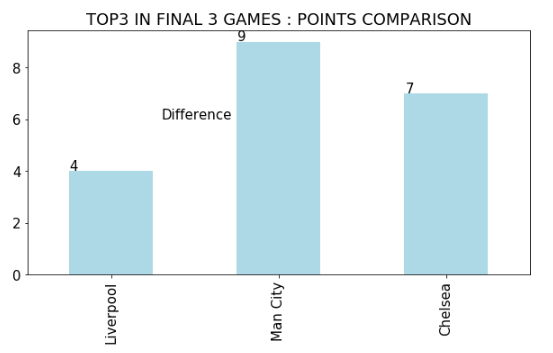 TOP3 IN FINAL 3 GAMES : POINTS COMPARISON
9
8
7
Difference
6
4
4
2
0
Liverpool
Man City
Chelsea